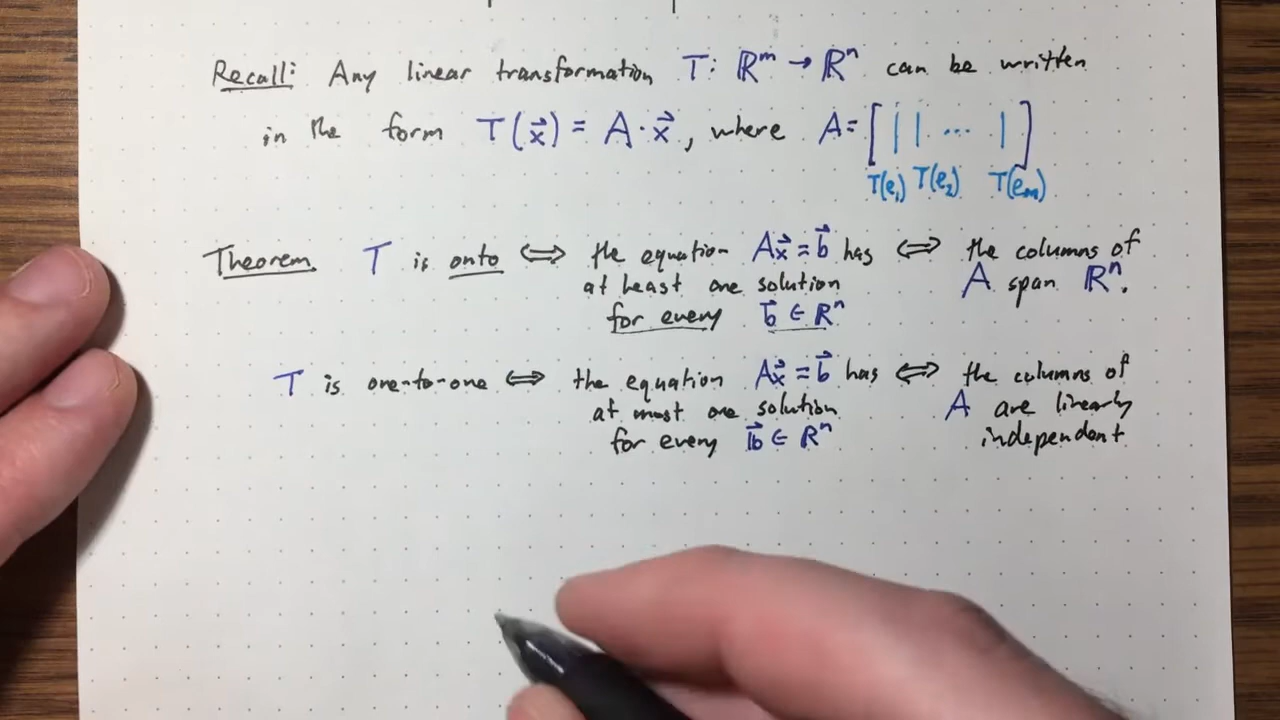 Recall: Any linear transformation T: ℝᵐ → ℝⁿ can be written
in the form T(x⃗) = A·x⃗, where A = [ | | ... | ]
T(e₁) T(e₂) T(eₘ)
Theorem T is onto ⟺ the equation Ax⃗ = b⃗ has ⟺ the columns of
at least one solution A span ℝⁿ.
for every b⃗ ∈ ℝⁿ
T is one-to-one ⟺ the equation Ax⃗ = b⃗ has ⟺ the columns of
at most one solution A are linearly
for every b⃗ ∈ ℝⁿ independent